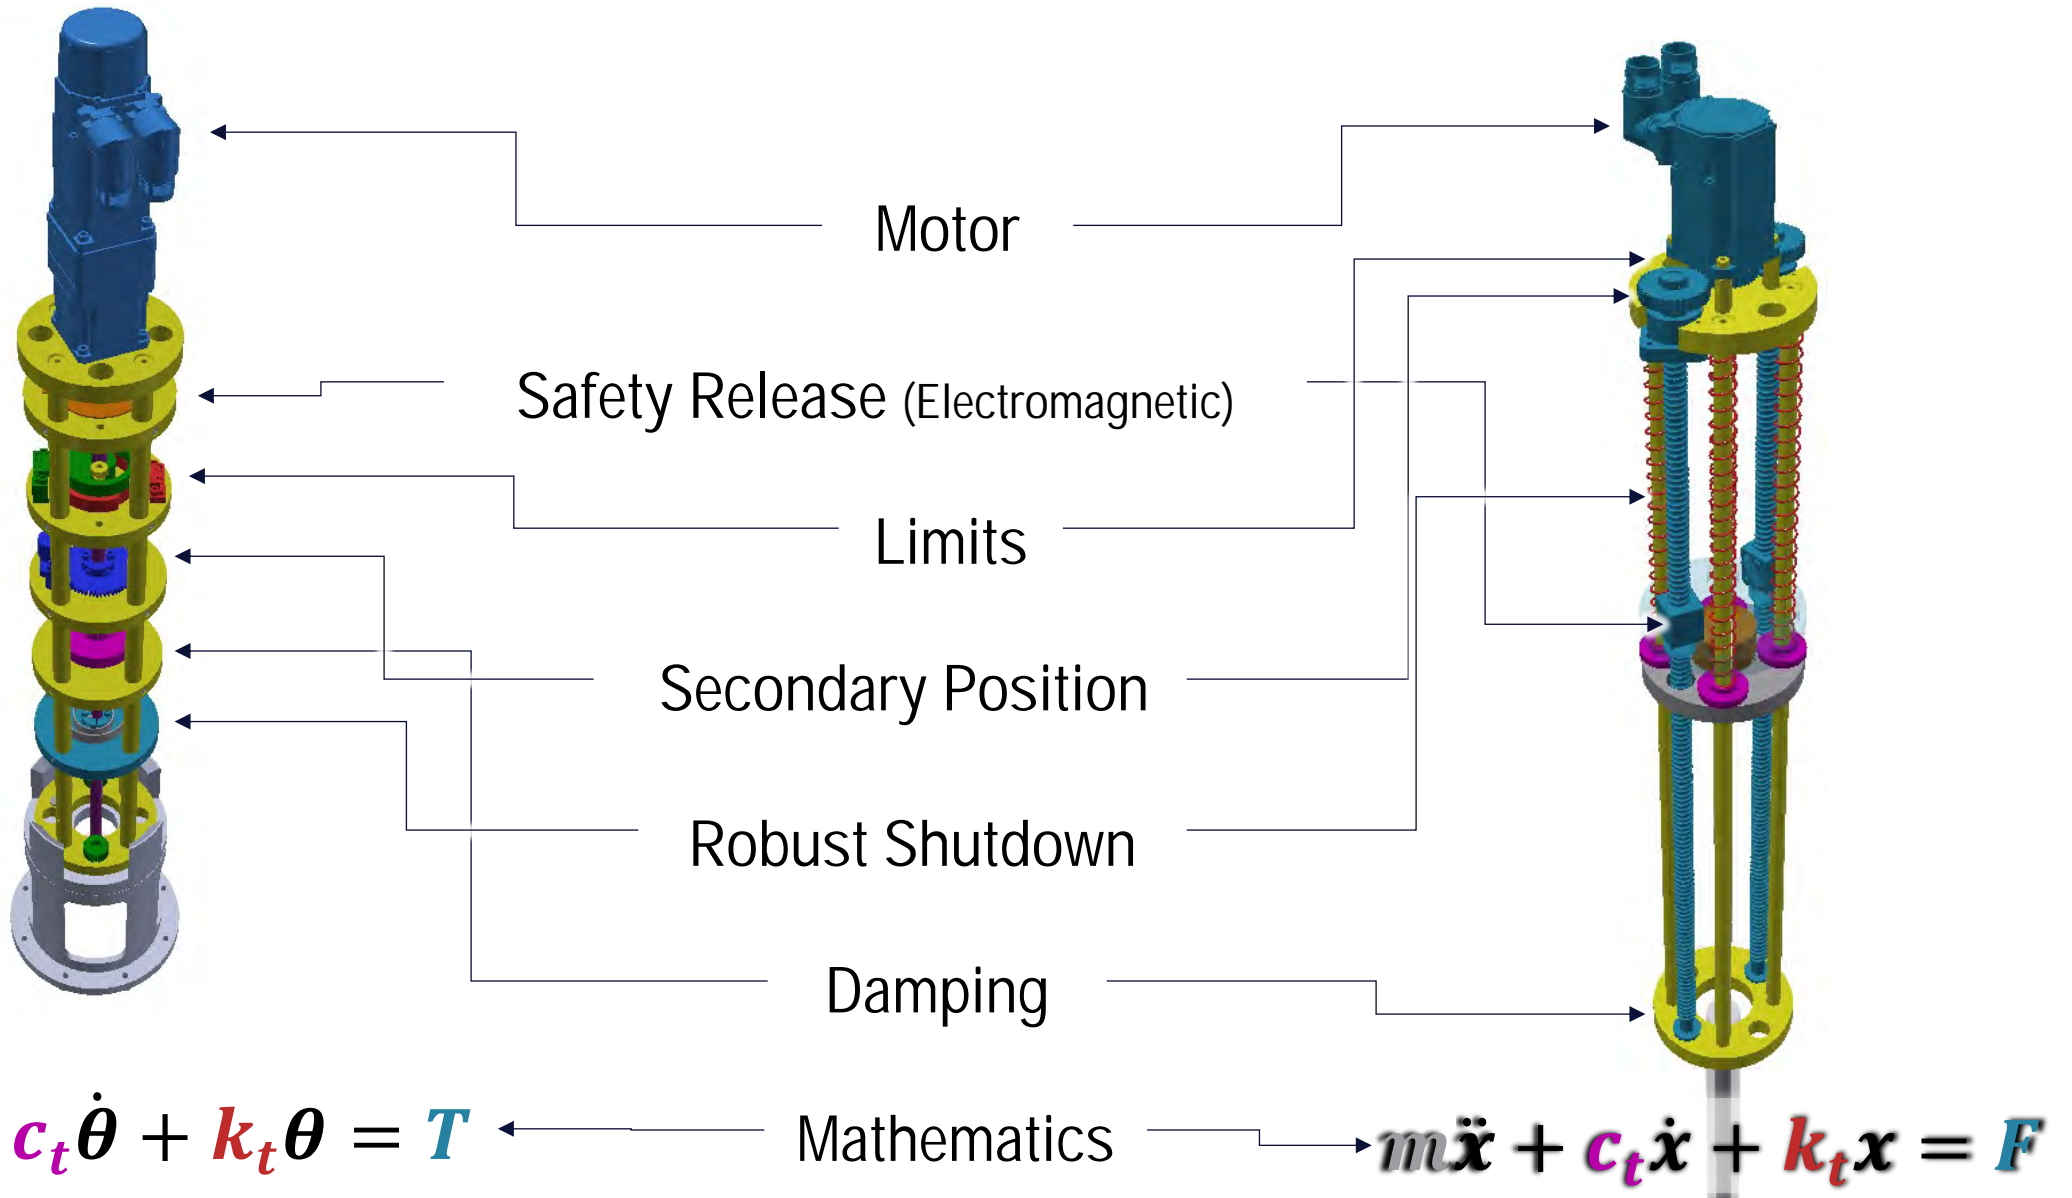 Motor
Safety Release (Electromagnetic)
Limits
Secondary Position
Robust Shutdown
Damping
Mathematics
c_t θ̇ + k_t θ = T
mẍ + c_t ẋ + k_t x = F